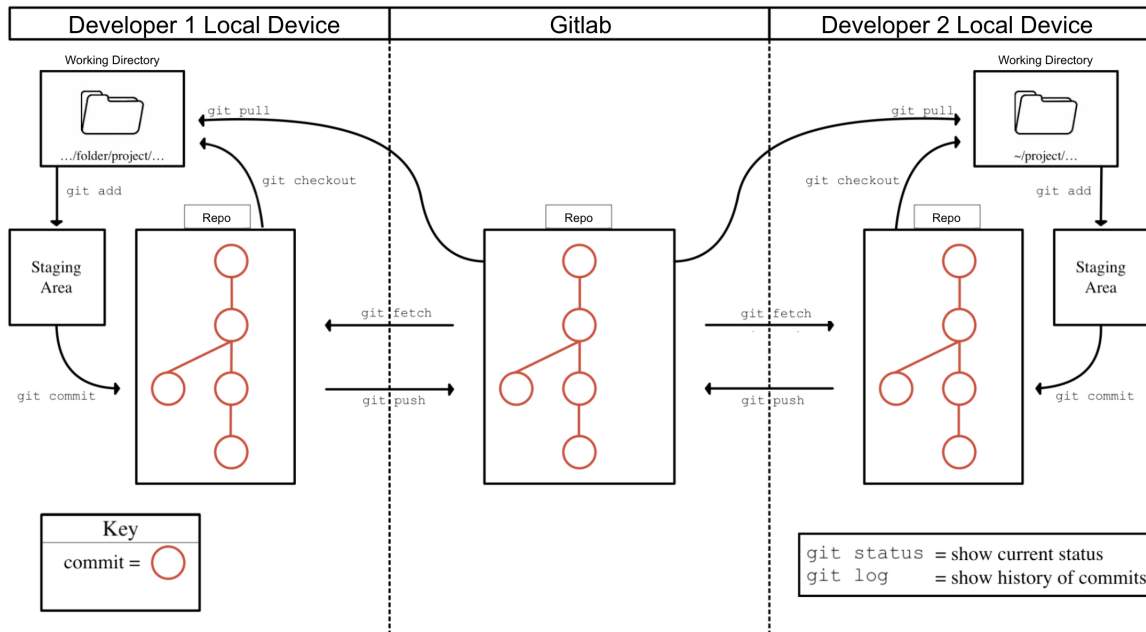 Developer 1 Local Device
Gitlab
Developer 2 Local Device
Working Directory
Working Directory
git pull
git pull
…/folder/project/…
~/project/…
git add
git checkout
git checkout
git add
Repo
Repo
Repo
Staging
Area
Staging
Area
git fetch
git fetch
git commit
git push
git push
git commit
Key
commit =
git status = show current status
git log = show history of commits